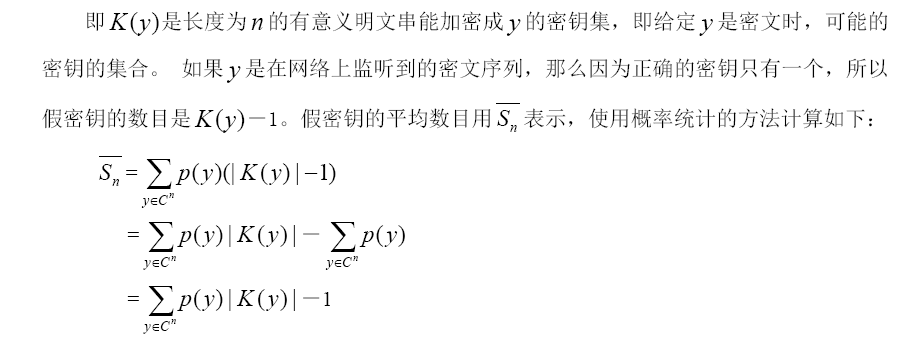 即 K(y)是长度为 n 的有意义明文串能加密成 y 的密钥集，即给定 y 是密文时，可能的
密钥的集合。 如果 y 是在网络上监听到的密文序列，那么因为正确的密钥只有一个，所以
假密钥的数目是 K(y)－1。假密钥的平均数目用 $\overline{S_n}$ 表示，使用概率统计的方法计算如下：
$\overline{S_n} = \sum_{y \in C^n} p(y)(|K(y)|-1)$
$= \sum_{y \in C^n} p(y)|K(y)| - \sum_{y \in C^n} p(y)$
$= \sum_{y \in C^n} p(y)|K(y)| - 1$